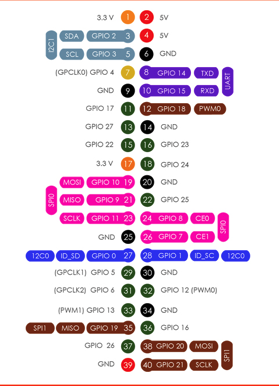 3.3 V 1 2 5V
I2C1 SDA GPIO 2 3 4 5V
SCL GPIO 3 5 6 GND
(GPCLK0) GPIO 4 7 8 GPIO 14 TXD UART
GND 9 10 GPIO 15 RXD
GPIO 17 11 12 GPIO 18 PWM0
GPIO 27 13 14 GND
GPIO 22 15 16 GPIO 23
3.3 V 17 18 GPIO 24
SPI0 MOSI GPIO 10 19 20 GND
MISO GPIO 9 21 22 GPIO 25
SCLK GPIO 11 23 24 GPIO 8 CE0 SPI0
GND 25 26 GPIO 7 CE1
12C0 ID_SD GPIO 0 27 28 GPIO 1 ID_SC 12C0
(GPCLK1) GPIO 5 29 30 GND
(GPCLK2) GPIO 6 31 32 GPIO 12 (PWM0)
(PWM1) GPIO 13 33 34 GND
SPI1 MISO GPIO 19 35 36 GPIO 16
GPIO 26 37 38 GPIO 20 MOSI SPI1
GND 39 40 GPIO 21 SCLK